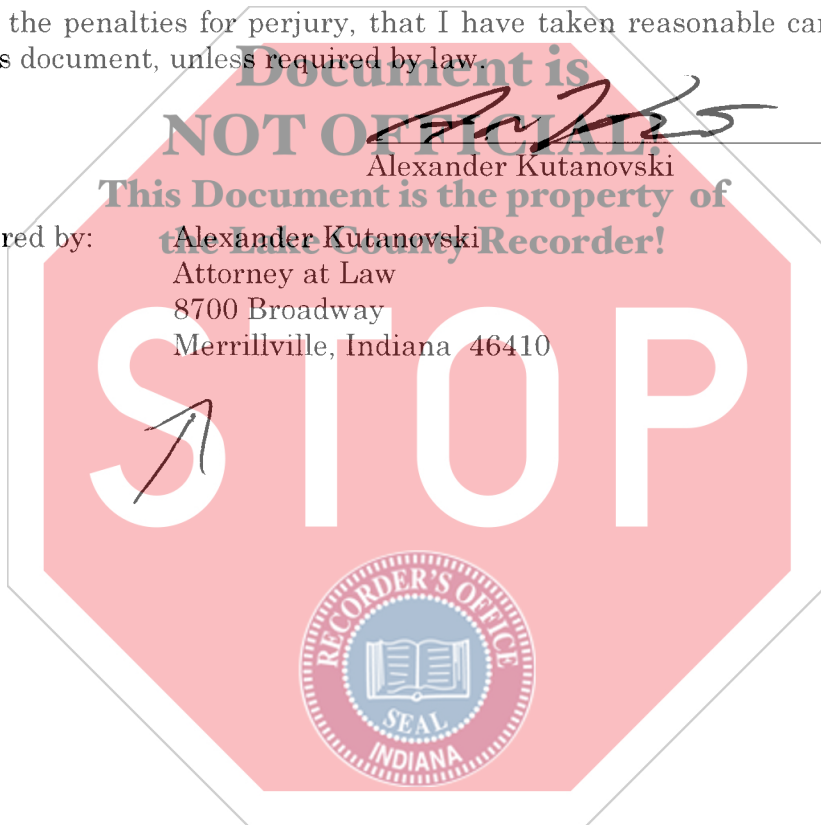 the penalties for perjury, that I have taken reasonable car
s document, unless required by law.
Document is
NOT OFFICIAL!
Alexander Kutanovski
This Document is the property of
the Lake County Recorder!
red by: Alexander Kutanovski
Attorney at Law
8700 Broadway
Merrillville, Indiana 46410
STOP
RECORDER'S OFFICE
SEAL
INDIANA